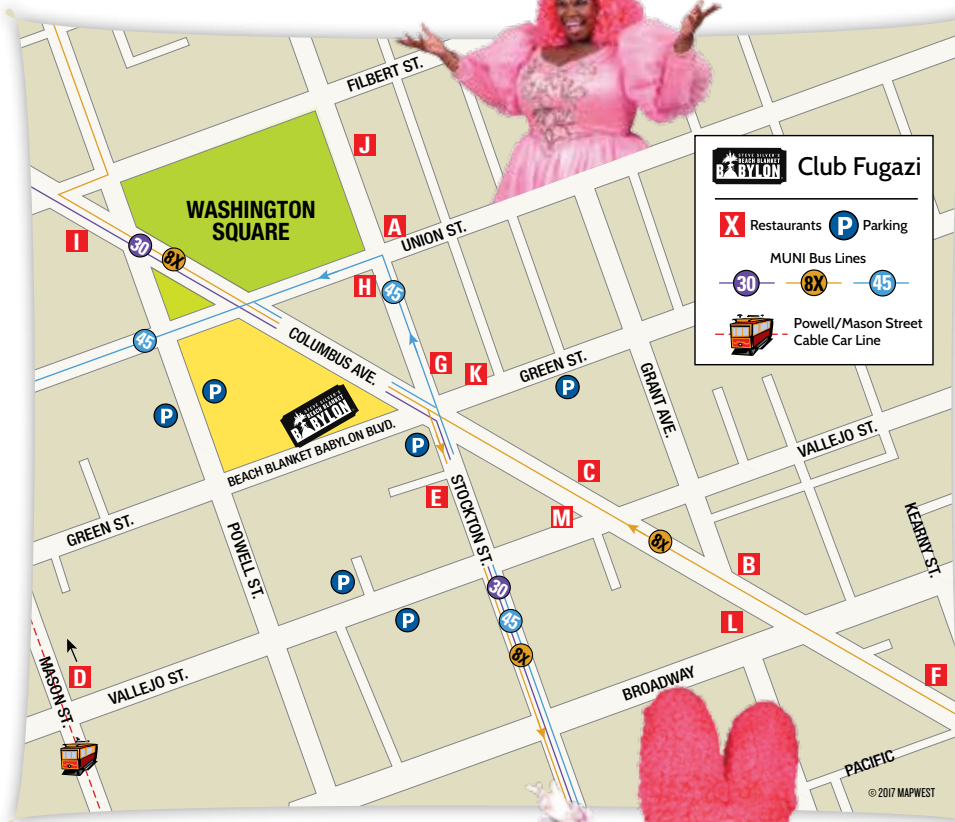 FILBERT ST.
J
STEVE SILVER'S
BEACH BLANKET
BABYLON
Club Fugazi
X Restaurants P Parking
MUNI Bus Lines
30 8X 45
Powell/Mason Street
Cable Car Line
WASHINGTON
SQUARE
A
UNION ST.
I
30
8X
H
45
45
COLUMBUS AVE.
G
K
GREEN ST.
P
P
P
GRANT AVE.
STEVE SILVER'S
BEACH BLANKET
BABYLON
BEACH BLANKET BABYLON BLVD.
P
VALLEJO ST.
C
E
STOCKTON ST.
M
GREEN ST.
POWELL ST.
8X
KEARNY ST.
B
P
30
P
45
L
8X
D
MASON ST.
VALLEJO ST.
BROADWAY
F
PACIFIC
© 2017 MAPWEST